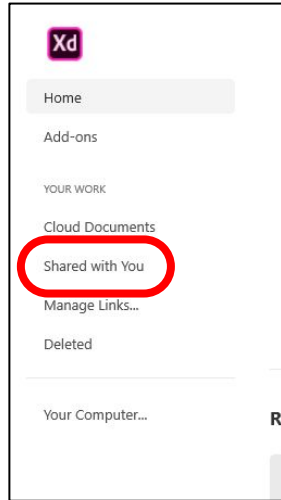 Xd
Home
Add-ons
YOUR WORK
Cloud Documents
Shared with You
Manage Links...
Deleted
Your Computer...
R